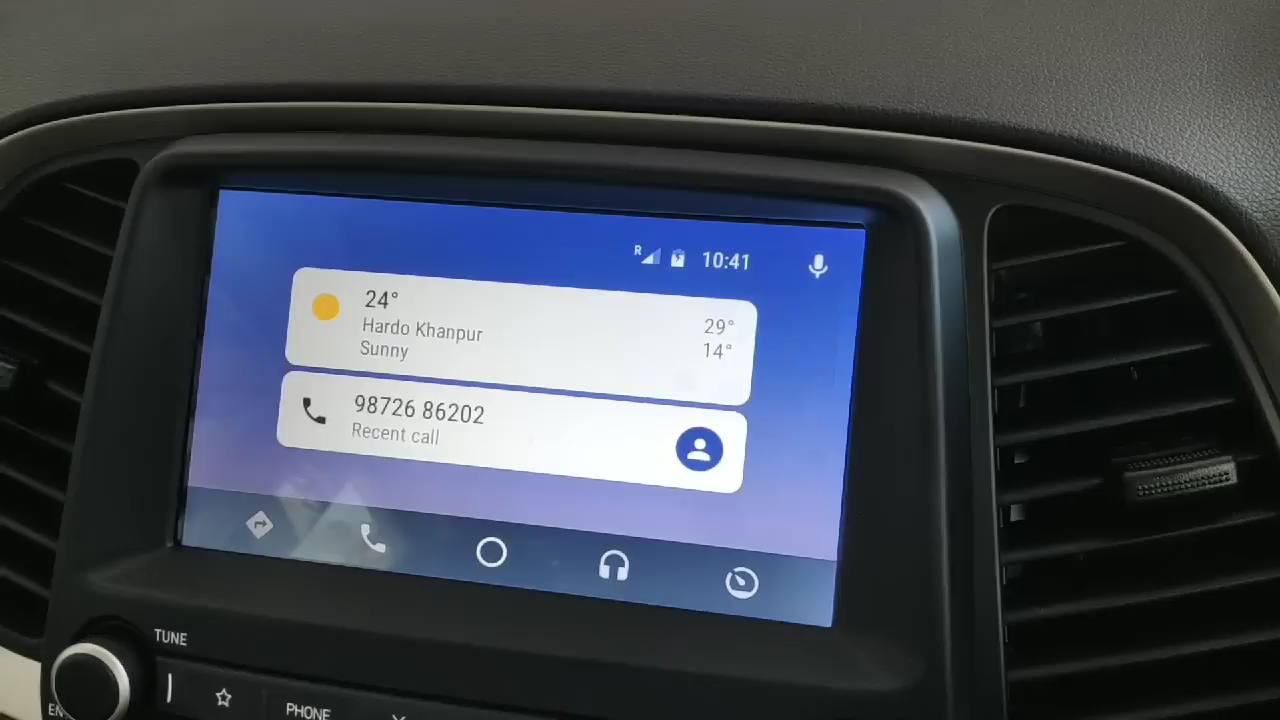 R 10:41
24°
Hardo Khanpur
Sunny
29°
14°
98726 86202
Recent call
TUNE
PHONE